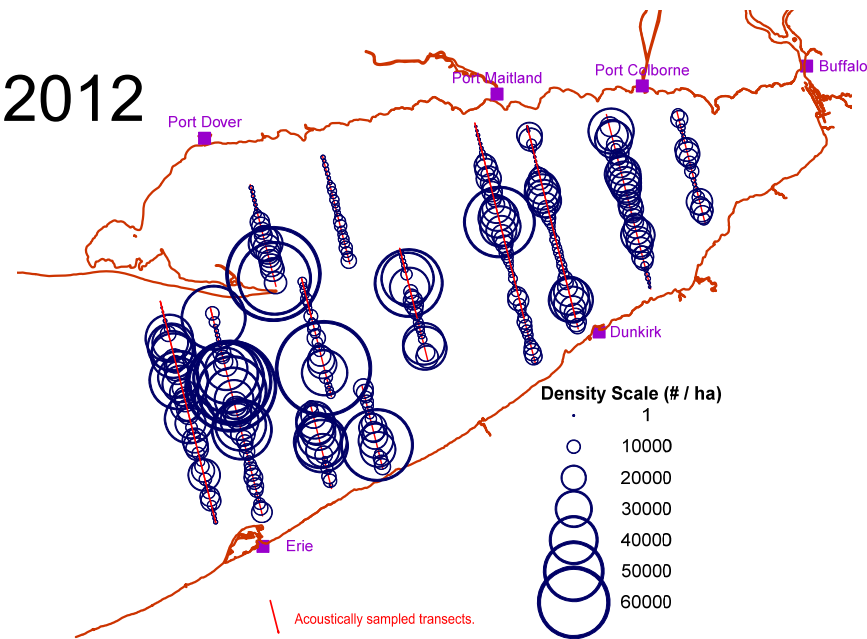 2012
Port Maitland
Port Colborne
Buffalo
Port Dover
Dunkirk
Density Scale (# / ha)
1
10000
20000
30000
40000
50000
60000
Erie
Acoustically sampled transects.